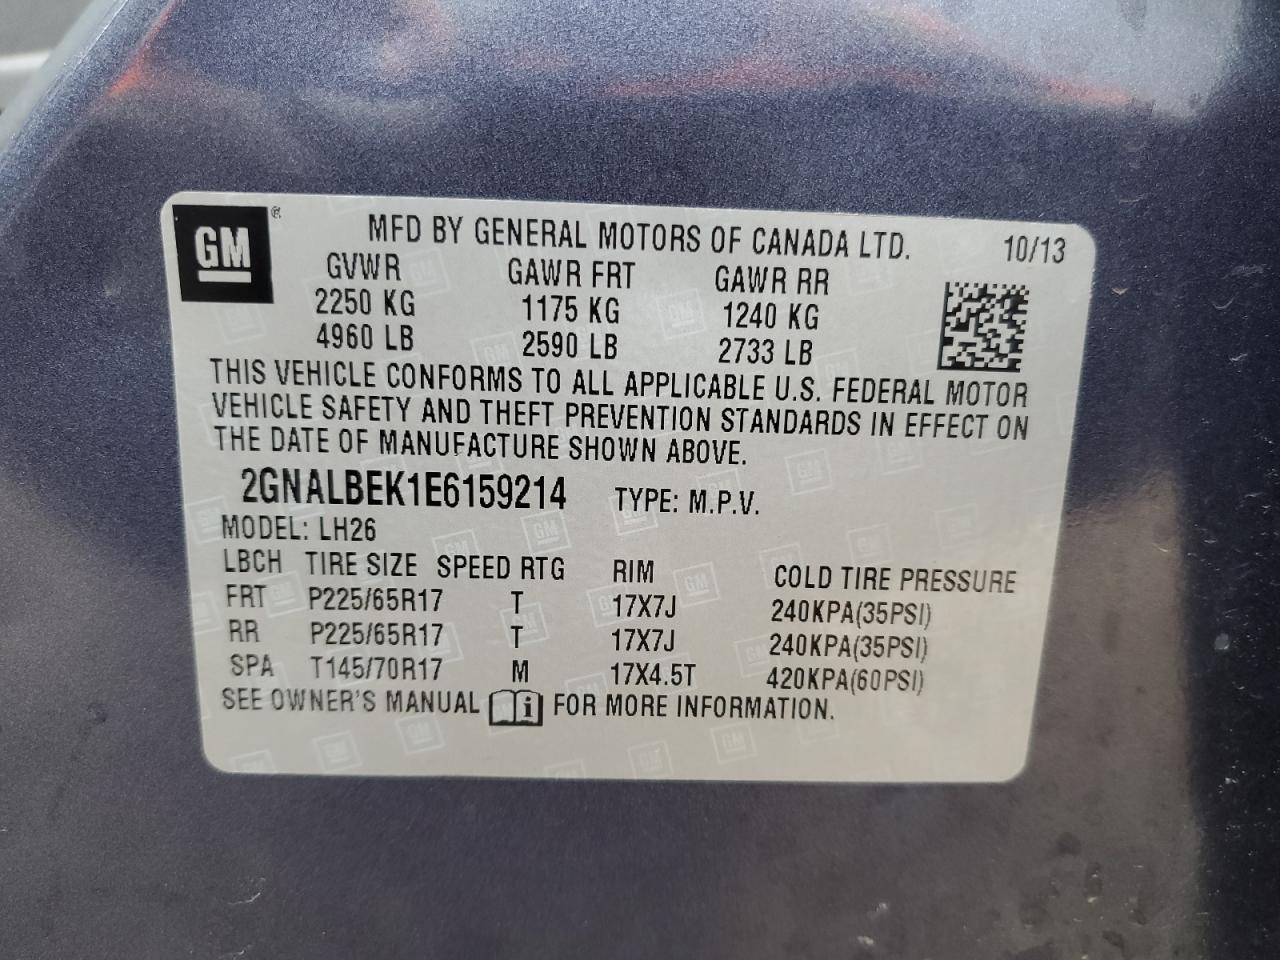 GM ®
MFD BY GENERAL MOTORS OF CANADA LTD. 10/13
GVWR GAWR FRT GAWR RR
2250 KG 1175 KG 1240 KG
4960 LB 2590 LB 2733 LB
THIS VEHICLE CONFORMS TO ALL APPLICABLE U.S. FEDERAL MOTOR
VEHICLE SAFETY AND THEFT PREVENTION STANDARDS IN EFFECT ON
THE DATE OF MANUFACTURE SHOWN ABOVE.
2GNALBEK1E6159214 TYPE: M.P.V.
MODEL: LH26
LBCH TIRE SIZE SPEED RTG RIM COLD TIRE PRESSURE
FRT P225/65R17 T 17X7J 240KPA(35PSI)
RR P225/65R17 T 17X7J 240KPA(35PSI)
SPA T145/70R17 M 17X4.5T 420KPA(60PSI)
SEE OWNER'S MANUAL i FOR MORE INFORMATION.